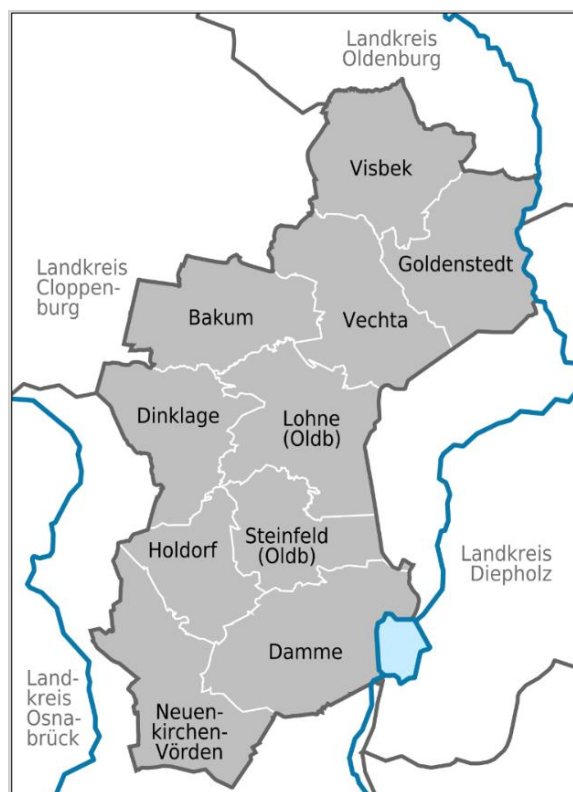 Landkreis
Oldenburg
Visbek
Goldenstedt
Landkreis
Cloppen-
burg
Bakum
Vechta
Dinklage
Lohne
(Oldb)
Holdorf
Steinfeld
(Oldb)
Landkreis
Diepholz
Damme
Land-
kreis
Osna-
brück
Neuen-
kirchen-
Vörden